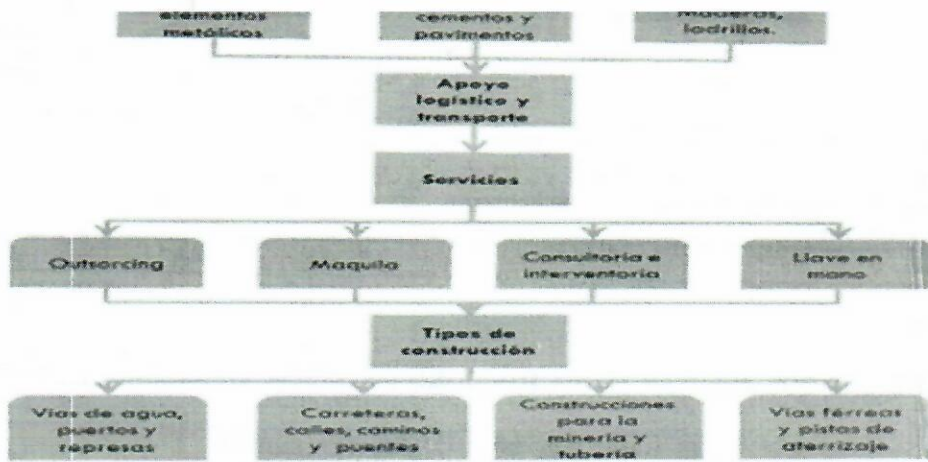 elementos
metálicos
cementos y
pavimentos
Maderas,
ladrillos.
Apoyo
logístico y
transporte
Servicios
Outsorcing
Maquila
Consultoría e
interventoría
Llave en
mano
Tipos de
construcción
Vías de agua,
puertos y
represas
Carreteras,
calles, caminos
y puentes
Construcciones
para la
minería y
tubería
Vías férreas
y pistas de
aterrizaje